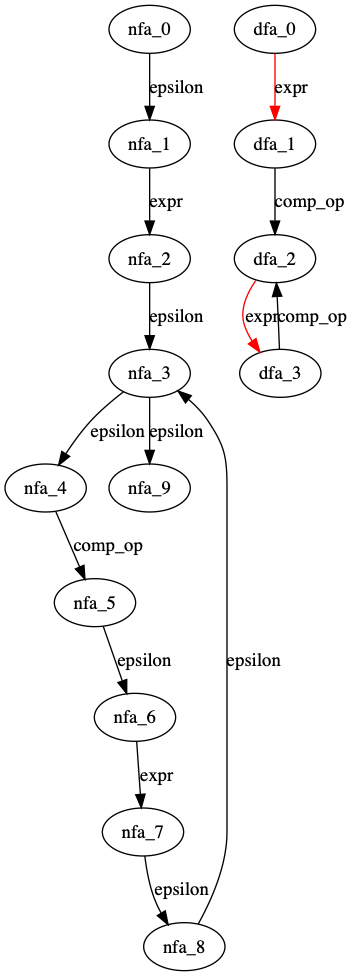 nfa_0
dfa_0
epsilon
expr
nfa_1
dfa_1
expr
comp_op
nfa_2
dfa_2
epsilon
expr
comp_op
nfa_3
dfa_3
epsilon
epsilon
nfa_4
nfa_9
comp_op
nfa_5
epsilon
epsilon
nfa_6
expr
nfa_7
epsilon
nfa_8